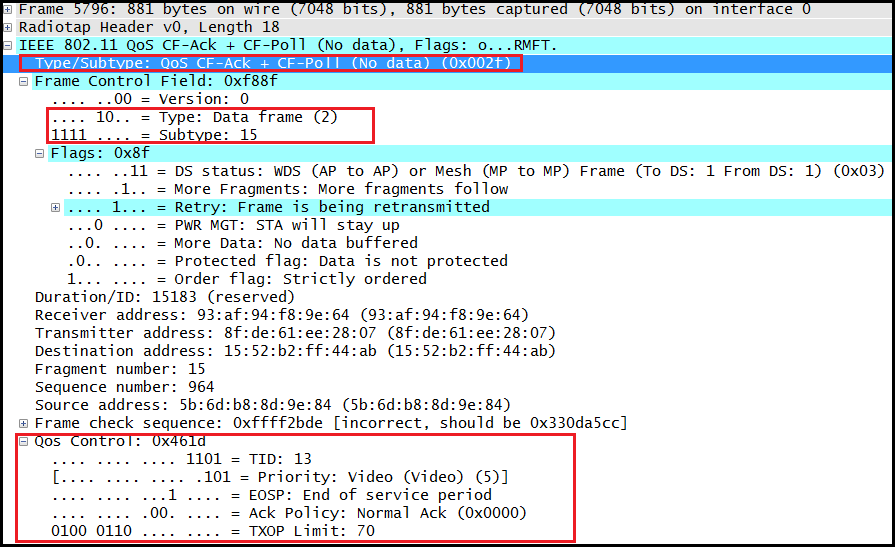 Frame 5796: 881 bytes on wire (7048 bits), 881 bytes captured (7048 bits) on interface 0
Radiotap Header v0, Length 18
IEEE 802.11 QoS CF-Ack + CF-Poll (No data), Flags: o...RMFT.
Type/Subtype: QoS CF-Ack + CF-Poll (No data) (0x002f)
Frame Control Field: 0xf88f
.... ..00 = Version: 0
.... 10.. = Type: Data frame (2)
1111 .... = Subtype: 15
Flags: 0x8f
.... ..11 = DS status: WDS (AP to AP) or Mesh (MP to MP) Frame (To DS: 1 From DS: 1) (0x03)
.... .1.. = More Fragments: More fragments follow
.... 1... = Retry: Frame is being retransmitted
...0 .... = PWR MGT: STA will stay up
..0. .... = More Data: No data buffered
.0.. .... = Protected flag: Data is not protected
1... .... = Order flag: Strictly ordered
Duration/ID: 15183 (reserved)
Receiver address: 93:af:94:f8:9e:64 (93:af:94:f8:9e:64)
Transmitter address: 8f:de:61:ee:28:07 (8f:de:61:ee:28:07)
Destination address: 15:52:b2:ff:44:ab (15:52:b2:ff:44:ab)
Fragment number: 15
Sequence number: 964
Source address: 5b:6d:b8:8d:9e:84 (5b:6d:b8:8d:9e:84)
Frame check sequence: 0xffff2bde [incorrect, should be 0x330da5cc]
Qos Control: 0x461d
.... .... .... 1101 = TID: 13
[.... .... .... .101 = Priority: Video (Video) (5)]
.... .... ...1 .... = EOSP: End of service period
.... .... .00. .... = Ack Policy: Normal Ack (0x0000)
0100 0110 .... .... = TXOP Limit: 70